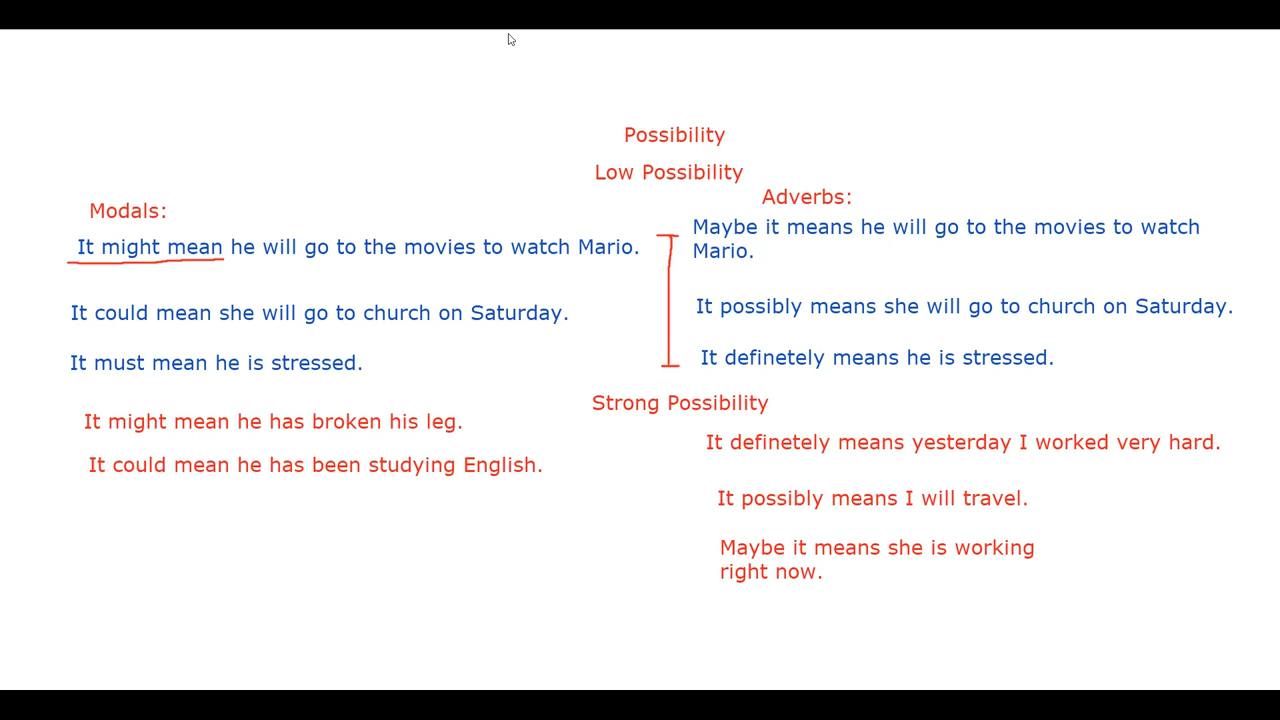 Possibility
Low Possibility
Modals:
It might mean he will go to the movies to watch Mario.
It could mean she will go to church on Saturday.
It must mean he is stressed.
It might mean he has broken his leg.
It could mean he has been studying English.
Adverbs:
Maybe it means he will go to the movies to watch
Mario.
It possibly means she will go to church on Saturday.
It definetely means he is stressed.
Strong Possibility
It definetely means yesterday I worked very hard.
It possibly means I will travel.
Maybe it means she is working
right now.